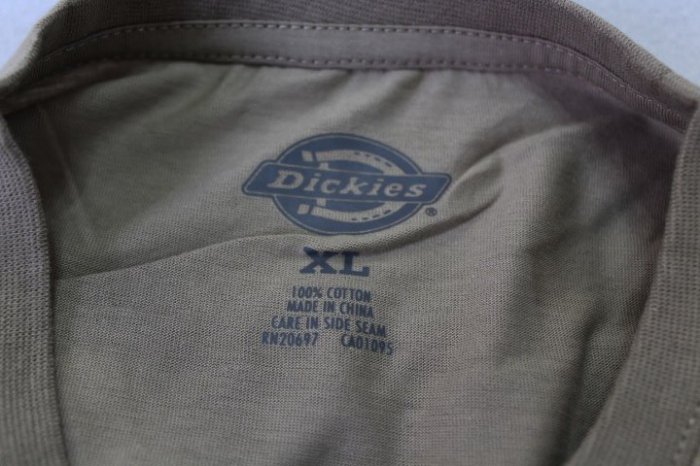 Dickies®
XL
100% COTTON
MADE IN CHINA
CARE IN SIDE SEAM
RN20697 CA01095